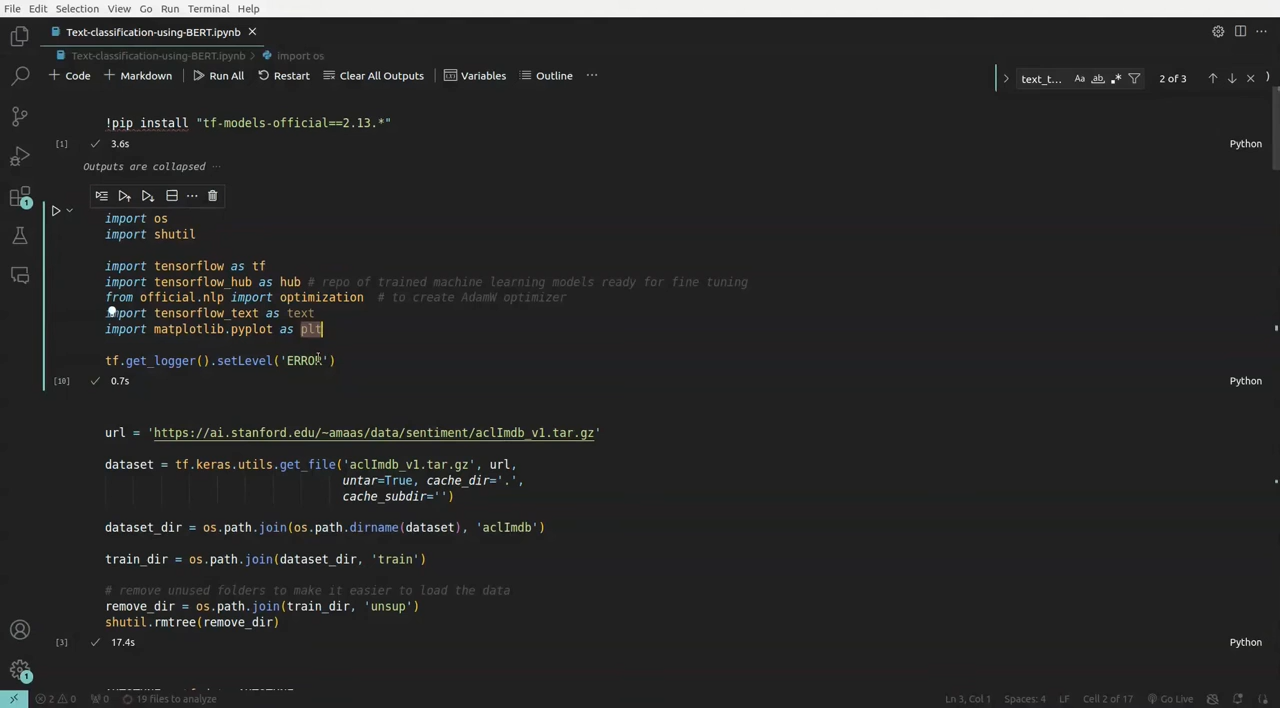 File Edit Selection View Go Run Terminal Help
Text-classification-using-BERT.ipynb
Text-classification-using-BERT.ipynb > import os
+ Code + Markdown Run All Restart Clear All Outputs Variables Outline ...
text_t... Aa ab .* 2 of 3
!pip install "tf-models-official==2.13.*"
[1] 3.6s Python
Outputs are collapsed ...
import os
import shutil
import tensorflow as tf
import tensorflow_hub as hub # repo of trained machine learning models ready for fine tuning
from official.nlp import optimization # to create AdamW optimizer
import tensorflow_text as text
import matplotlib.pyplot as plt
tf.get_logger().setLevel('ERROR')
[10] 0.7s Python
url = 'https://ai.stanford.edu/~amaas/data/sentiment/aclImdb_v1.tar.gz'
dataset = tf.keras.utils.get_file('aclImdb_v1.tar.gz', url,
untar=True, cache_dir='.',
cache_subdir='')
dataset_dir = os.path.join(os.path.dirname(dataset), 'aclImdb')
train_dir = os.path.join(dataset_dir, 'train')
# remove unused folders to make it easier to load the data
remove_dir = os.path.join(train_dir, 'unsup')
shutil.rmtree(remove_dir)
[3] 17.4s Python
2 0 0 19 files to analyze Ln 3, Col 1 Spaces: 4 LF Cell 2 of 17 Go Live